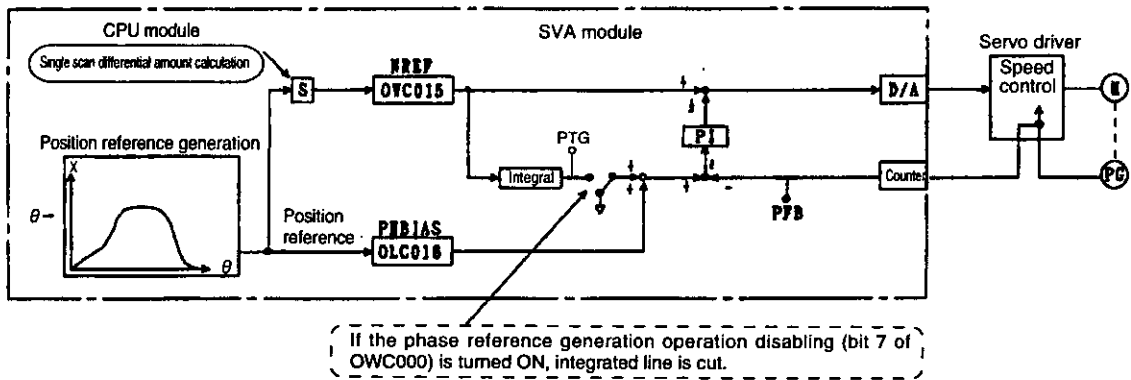 CPU module
SVA module
Servo driver
Single scan differential amount calculation
S
NREF
OWC015
D/A
Speed
control
M
Position reference generation
X
θ→
θ
PTG
PI
Integral
Counter
PG
PFB
Position
reference
PHBIAS
OLC016
If the phase reference generation operation disabling (bit 7 of
OWC000) is turned ON, integrated line is cut.